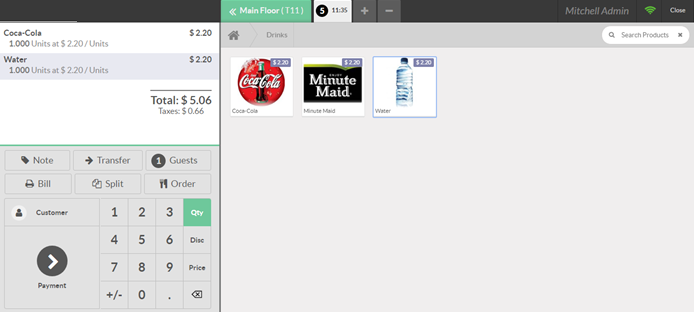 Main Floor ( T11 )
5 11:35
Mitchell Admin
Close
Coca-Cola $ 2.20
1.000 Units at $ 2.20 / Units
Water $ 2.20
1.000 Units at $ 2.20 / Units
Total: $ 5.06
Taxes: $ 0.66
Drinks
Search Products
$ 2.20
Coca-Cola
Coca-Cola
$ 2.20
ENJOY
Minute
Maid
Minute Maid
$ 2.20
Water
Note
Transfer
1 Guests
Bill
Split
Order
Customer
1 2 3 Qty
4 5 6 Disc
7 8 9 Price
+/- 0 .
Payment